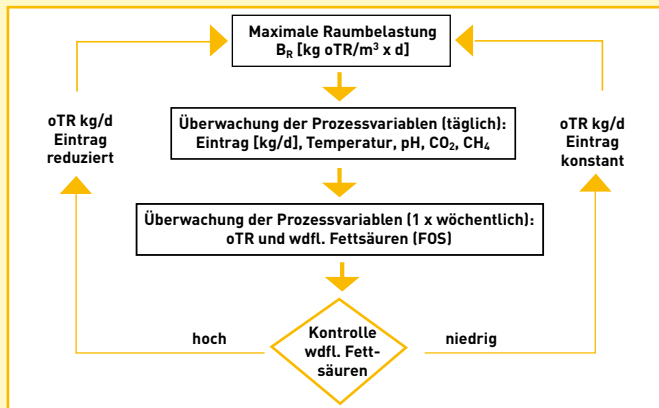 Maximale Raumbelastung
B_R [kg oTR/m³ x d]
oTR kg/d
Eintrag
reduziert
Überwachung der Prozessvariablen (täglich):
Eintrag [kg/d], Temperatur, pH, CO₂, CH₄
oTR kg/d
Eintrag
konstant
Überwachung der Prozessvariablen (1 x wöchentlich):
oTR und wdfl. Fettsäuren (FOS)
hoch
Kontrolle
wdfl. Fett-
säuren
niedrig